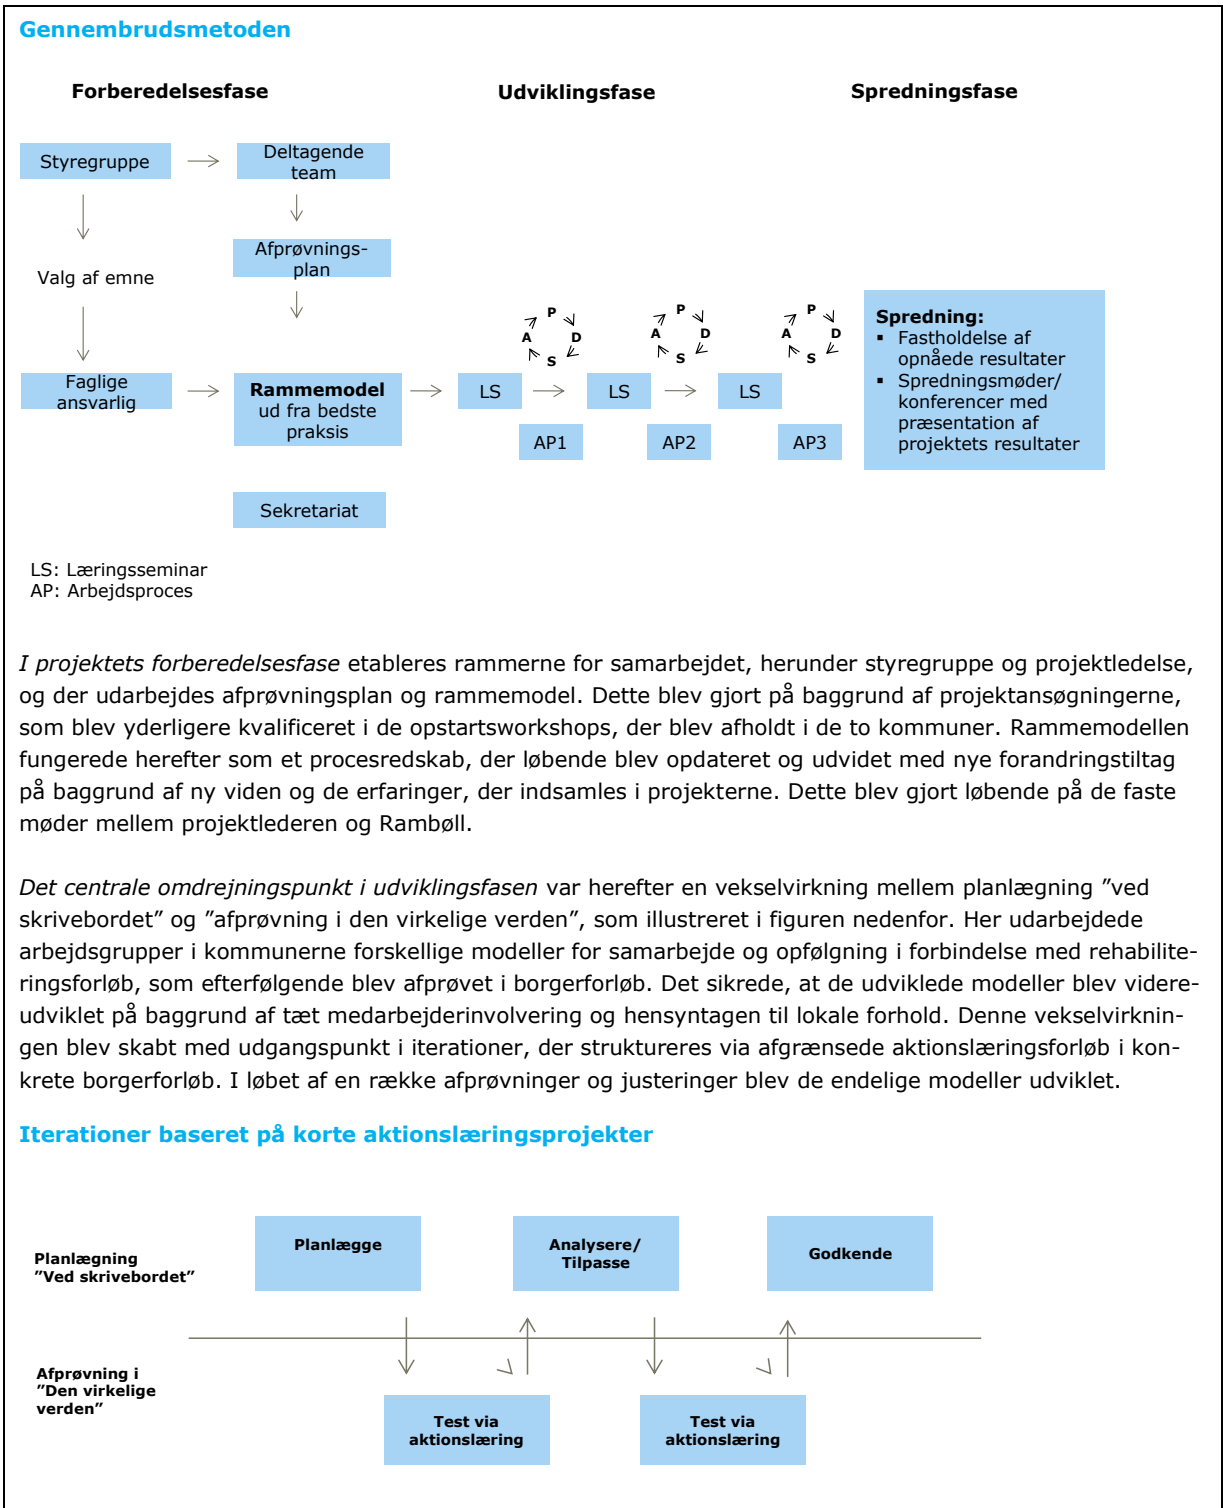 Gennembrudsmetoden
Forberedelsesfase
Udviklingsfase
Spredningsfase
Styregruppe
Deltagende
team
Afprøvnings-
plan
Valg af emne
Faglige
ansvarlig
Rammemodel
ud fra bedste
praksis
Sekretariat
P
D
S
A
P
D
S
A
P
D
S
A
LS
LS
LS
AP1
AP2
AP3
Spredning:
▪ Fastholdelse af
opnåede resultater
▪ Spredningsmøder/
konferencer med
præsentation af
projektets resultater
LS: Læringsseminar
AP: Arbejdsproces
I projektets forberedelsesfase etableres rammerne for samarbejdet, herunder styregruppe og projektledelse,
og der udarbejdes afprøvningsplan og rammemodel. Dette blev gjort på baggrund af projektansøgningerne,
som blev yderligere kvalificeret i de opstartsworkshops, der blev afholdt i de to kommuner. Rammemodellen
fungerede herefter som et procesredskab, der løbende blev opdateret og udvidet med nye forandringstiltag
på baggrund af ny viden og de erfaringer, der indsamles i projekterne. Dette blev gjort løbende på de faste
møder mellem projektlederen og Rambøll.
Det centrale omdrejningspunkt i udviklingsfasen var herefter en vekselvirkning mellem planlægning ”ved
skrivebordet” og ”afprøvning i den virkelige verden”, som illustreret i figuren nedenfor. Her udarbejdede
arbejdsgrupper i kommunerne forskellige modeller for samarbejde og opfølgning i forbindelse med rehabilite-
ringsforløb, som efterfølgende blev afprøvet i borgerforløb. Det sikrede, at de udviklede modeller blev videre-
udviklet på baggrund af tæt medarbejderinvolvering og hensyntagen til lokale forhold. Denne vekselvirknin-
gen blev skabt med udgangspunkt i iterationer, der struktureres via afgrænsede aktionslæringsforløb i kon-
krete borgerforløb. I løbet af en række afprøvninger og justeringer blev de endelige modeller udviklet.
Iterationer baseret på korte aktionslæringsprojekter
Planlægning
”Ved skrivebordet”
Planlægge
Analysere/
Tilpasse
Godkende
Afprøvning i
”Den virkelige
verden”
Test via
aktionslæring
Test via
aktionslæring